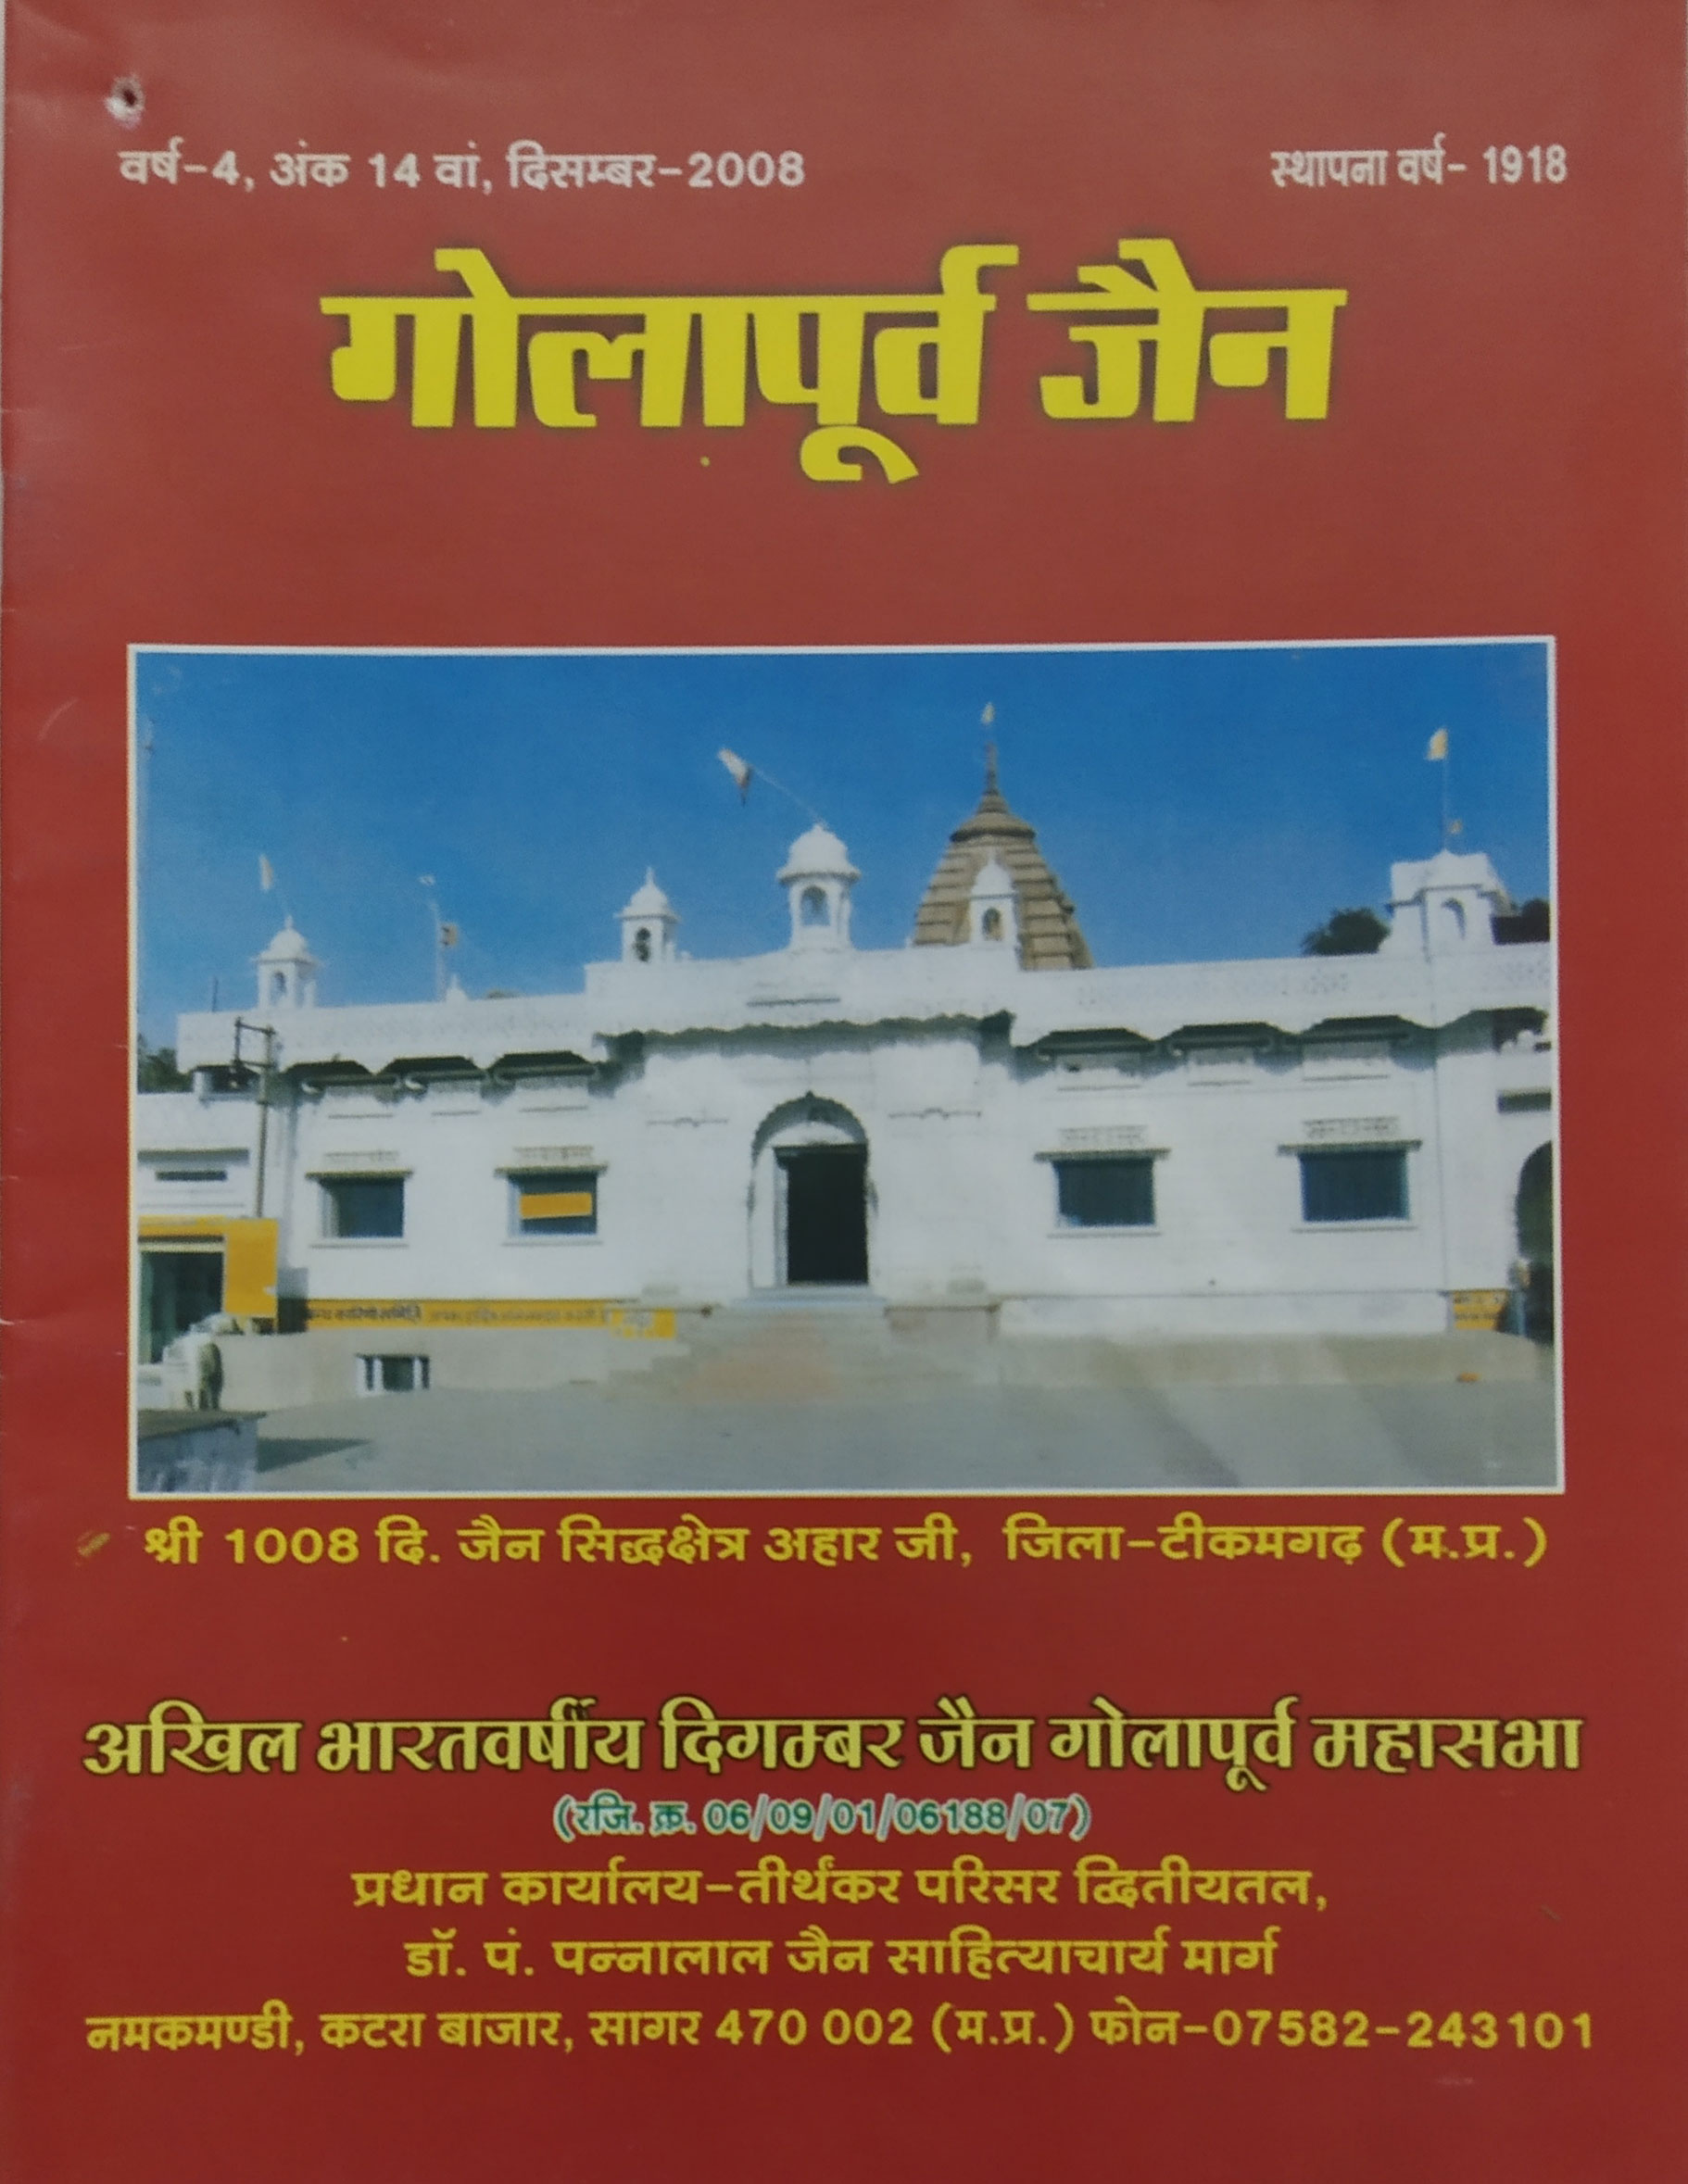 वर्ष-4, अंक 14 वां, दिसम्बर-2008
स्थापना वर्ष- 1918
गोलापूर्व जैन
श्री 1008 दि. जैन सिद्धक्षेत्र अहार जी, जिला-टीकमगढ़ (म.प्र.)
अखिल भारतवर्षीय दिगम्बर जैन गोलापूर्व महासभा
(रजि. क्र. 06/09/01/06188/07)
प्रधान कार्यालय-तीर्थंकर परिसर द्वितीयतल,
डॉ. पं. पन्नालाल जैन साहित्याचार्य मार्ग
नमकमण्डी, कटरा बाजार, सागर 470 002 (म.प्र.) फोन-07582-243101